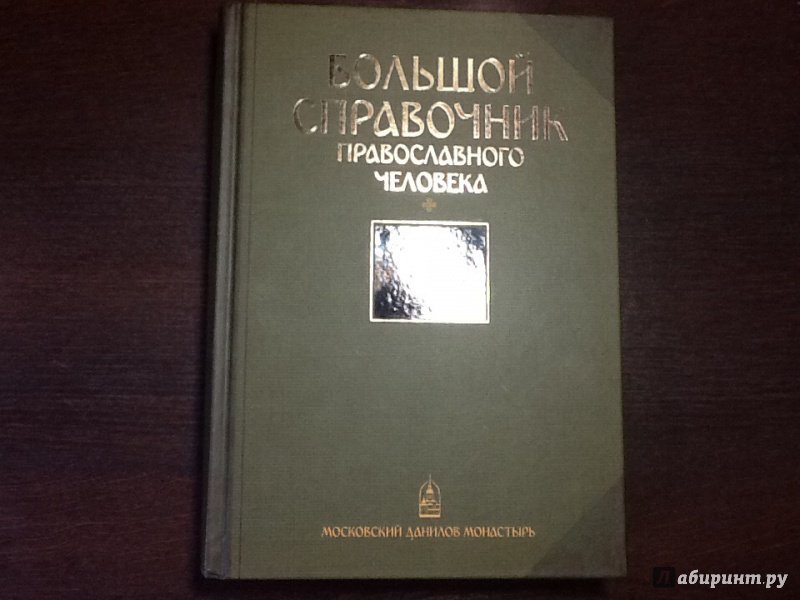 БОЛЬШОЙ
СПРАВОЧНИК
ПРАВОСЛАВНОГО
ЧЕЛОВЕКА
МОСКОВСКИЙ ДАНИЛОВ МОНАСТЫРЬ
Лабиринт.ру